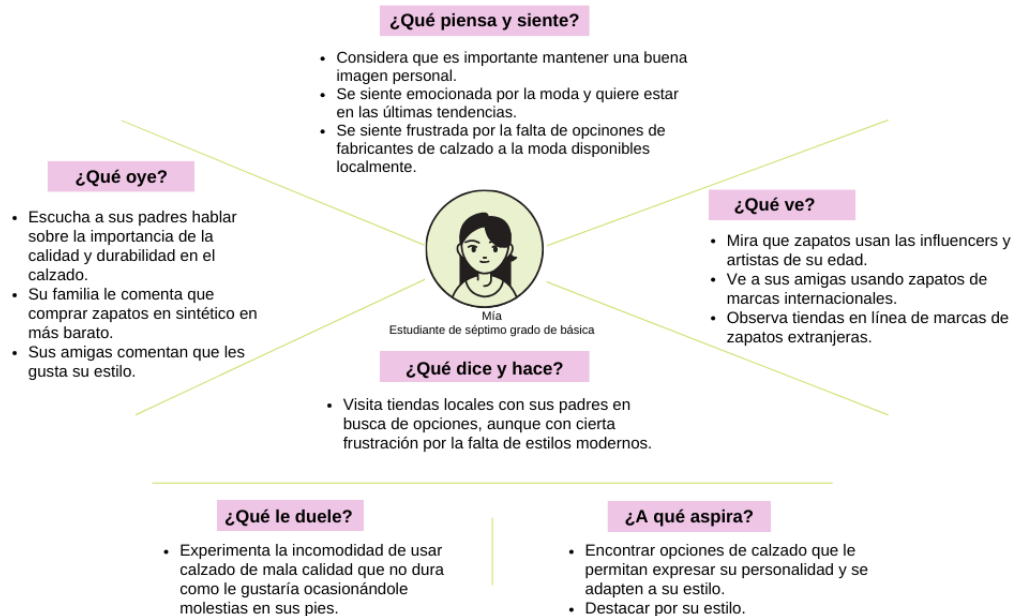 ¿Qué piensa y siente?
• Considera que es importante mantener una buena
imagen personal.
• Se siente emocionada por la moda y quiere estar
en las últimas tendencias.
• Se siente frustrada por la falta de opcinones de
fabricantes de calzado a la moda disponibles
localmente.
¿Qué oye?
• Escucha a sus padres hablar
sobre la importancia de la
calidad y durabilidad en el
calzado.
• Su familia le comenta que
comprar zapatos en sintético en
más barato.
• Sus amigas comentan que les
gusta su estilo.
¿Qué ve?
• Mira que zapatos usan las influencers y
artistas de su edad.
• Ve a sus amigas usando zapatos de
marcas internacionales.
• Observa tiendas en línea de marcas de
zapatos extranjeras.
Mía
Estudiante de séptimo grado de básica
¿Qué dice y hace?
• Visita tiendas locales con sus padres en
busca de opciones, aunque con cierta
frustración por la falta de estilos modernos.
¿Qué le duele?
• Experimenta la incomodidad de usar
calzado de mala calidad que no dura
como le gustaría ocasionándole
molestias en sus pies.
¿A qué aspira?
• Encontrar opciones de calzado que le
permitan expresar su personalidad y se
adapten a su estilo.
• Destacar por su estilo.